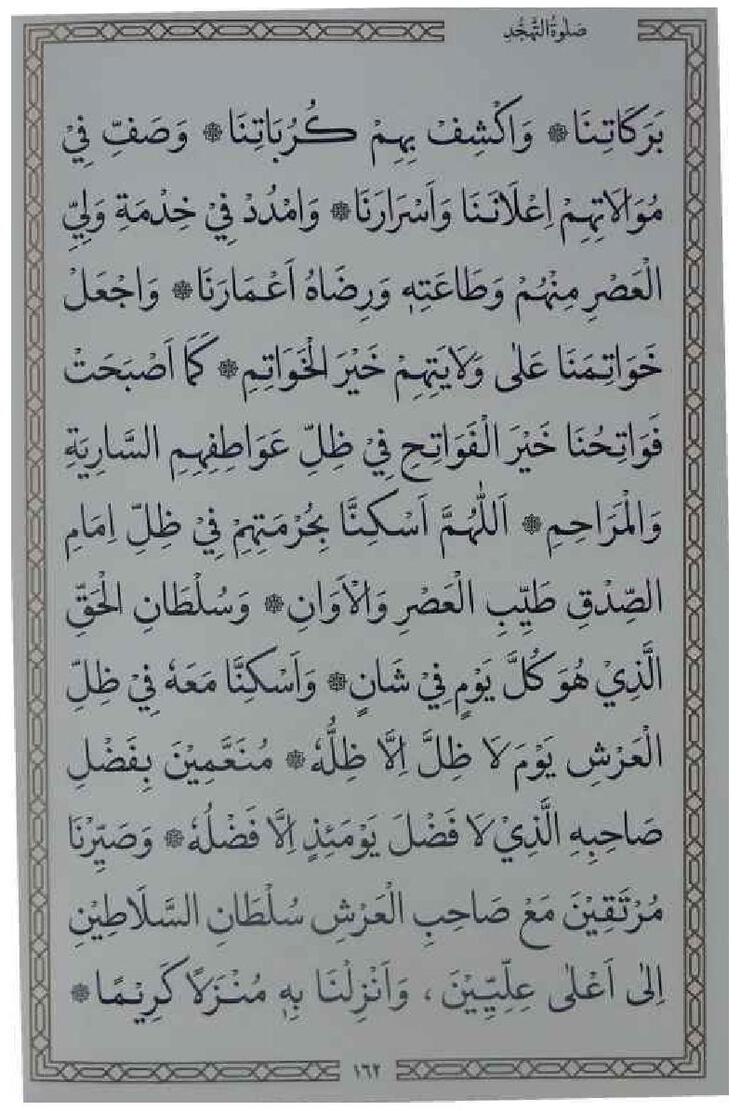 صَلٰوةُ التَّهَجُّدِ
بَرَكَاتِنَا ۞ وَاكْشِفْ بِهِمْ كُرُبَاتِنَا ۞ وَصَفِّ فِيْ
مُوَالَاتِهِمْ اِعْلَانَنَا وَاَسْرَارَنَا ۞ وَامْدُدْ فِيْ خِدْمَةِ وَلِيِّ
الْعَصْرِ مِنْهُمْ وَطَاعَتِهٖ وَرِضَاهُ اَعْمَارَنَا ۞ وَاجْعَلْ
خَوَاتِمَنَا عَلٰى وَلَايَتِهِمْ خَيْرَ الْخَوَاتِمِ ۞ كَمَا اَصْبَحَتْ
فَوَاتِحُنَا خَيْرَ الْفَوَاتِحِ فِيْ ظِلِّ عَوَاطِفِهِمِ السَّارِيَةِ
وَالْمَرَاحِمِ ۞ اَللّٰهُمَّ اَسْكِنَّا بِحُرْمَتِهِمْ فِيْ ظِلِّ اِمَامِ
الصِّدْقِ طَيِّبِ الْعَصْرِ وَالْاَوَانِ ۞ وَسُلْطَانِ الْحَقِّ
الَّذِيْ هُوَ كُلَّ يَوْمٍ فِيْ شَانٍ ۞ وَاَسْكِنَّا مَعَهٗ فِيْ ظِلِّ
الْعَرْشِ يَوْمَ لَا ظِلَّ اِلَّا ظِلُّهٗ ۞ مُنَعَّمِيْنَ بِفَضْلِ
صَاحِبِهِ الَّذِيْ لَا فَضْلَ يَوْمَئِذٍ اِلَّا فَضْلُهٗ ۞ وَصَيِّرْنَا
مُرْتَقِيْنَ مَعْ صَاحِبِ الْعَرْشِ سُلْطَانِ السَّلَاطِيْنِ
اِلٰى اَعْلٰى عِلِّيِّيْنَ ، وَاَنْزِلْنَا بِهٖ مُنْزَلًا كَرِيْمًا ۞
١٦٢